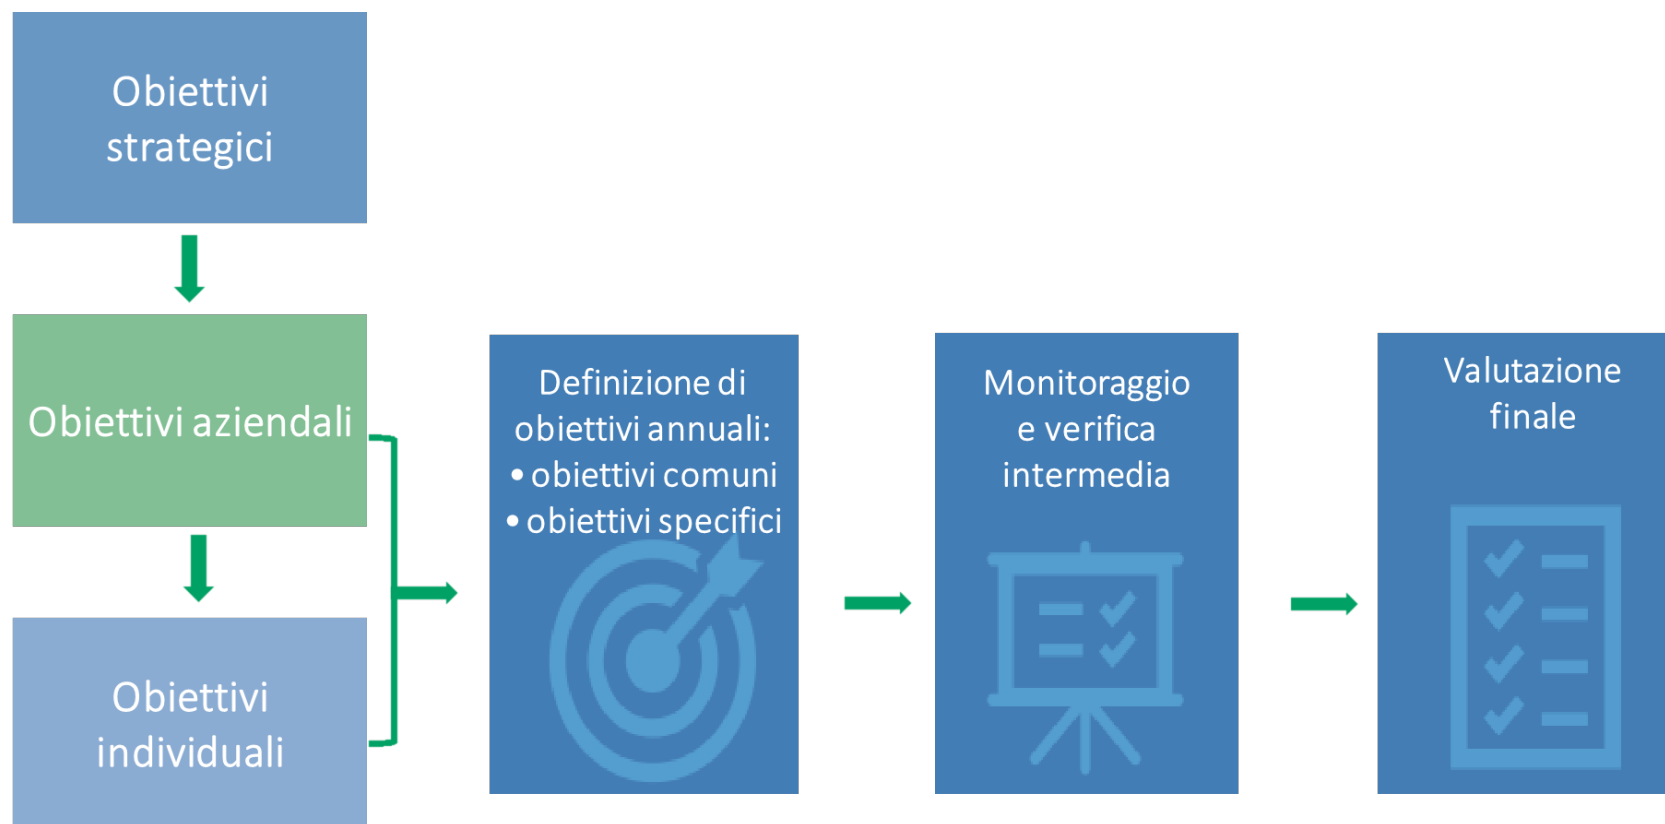 Obiettivi
strategici
Obiettivi aziendali
Obiettivi
individuali
Definizione di
obiettivi annuali:
• obiettivi comuni
• obiettivi specifici
Monitoraggio
e verifica
intermedia
Valutazione
finale